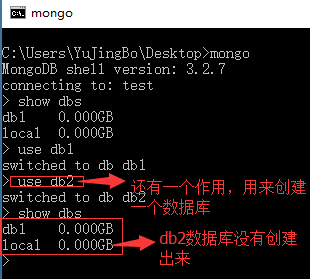 mongo
C:\Users\YuJingBo\Desktop>mongo
MongoDB shell version: 3.2.7
connecting to: test
> show dbs
db1    0.000GB
local  0.000GB
> use db1
switched to db db1
> use db2
还有一个作用，用来创建
一个数据库
switched to db db2
> show dbs
db1    0.000GB
local  0.000GB
db2数据库没有创建
出来
>